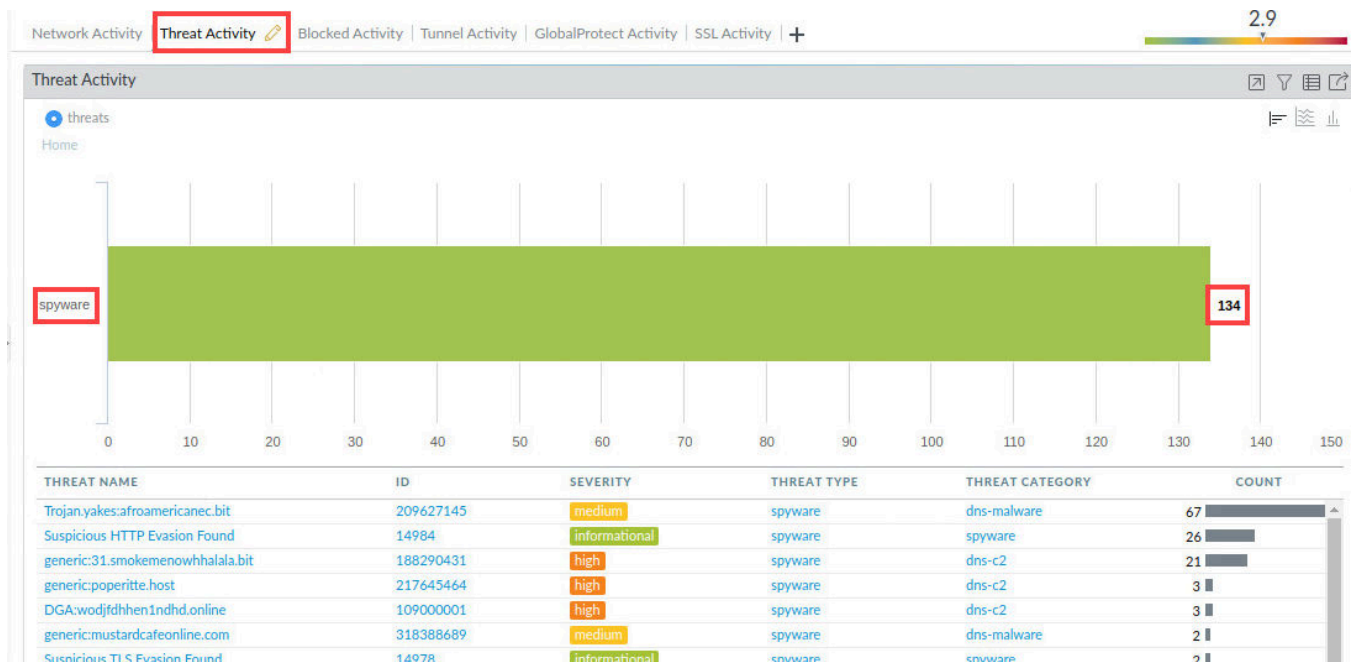 2.9
Network Activity Threat Activity Blocked Activity Tunnel Activity GlobalProtect Activity SSL Activity +
Threat Activity
threats
Home
spyware 134
0 10 20 30 40 50 60 70 80 90 100 110 120 130 140 150
THREAT NAME ID SEVERITY THREAT TYPE THREAT CATEGORY COUNT
Trojan.yakes:afroamericanec.bit 209627145 medium spyware dns-malware 67
Suspicious HTTP Evasion Found 14984 informational spyware spyware 26
generic:31.smokemenowhhalala.bit 188290431 high spyware dns-c2 21
generic:poperitte.host 217645464 high spyware dns-c2 3
DGA:wodjfdhhen1ndhd.online 109000001 high spyware dns-c2 3
generic:mustardcafeonline.com 318388689 medium spyware dns-malware 2
Suspicious TLS Evasion Found 14978 informational spyware spyware 2